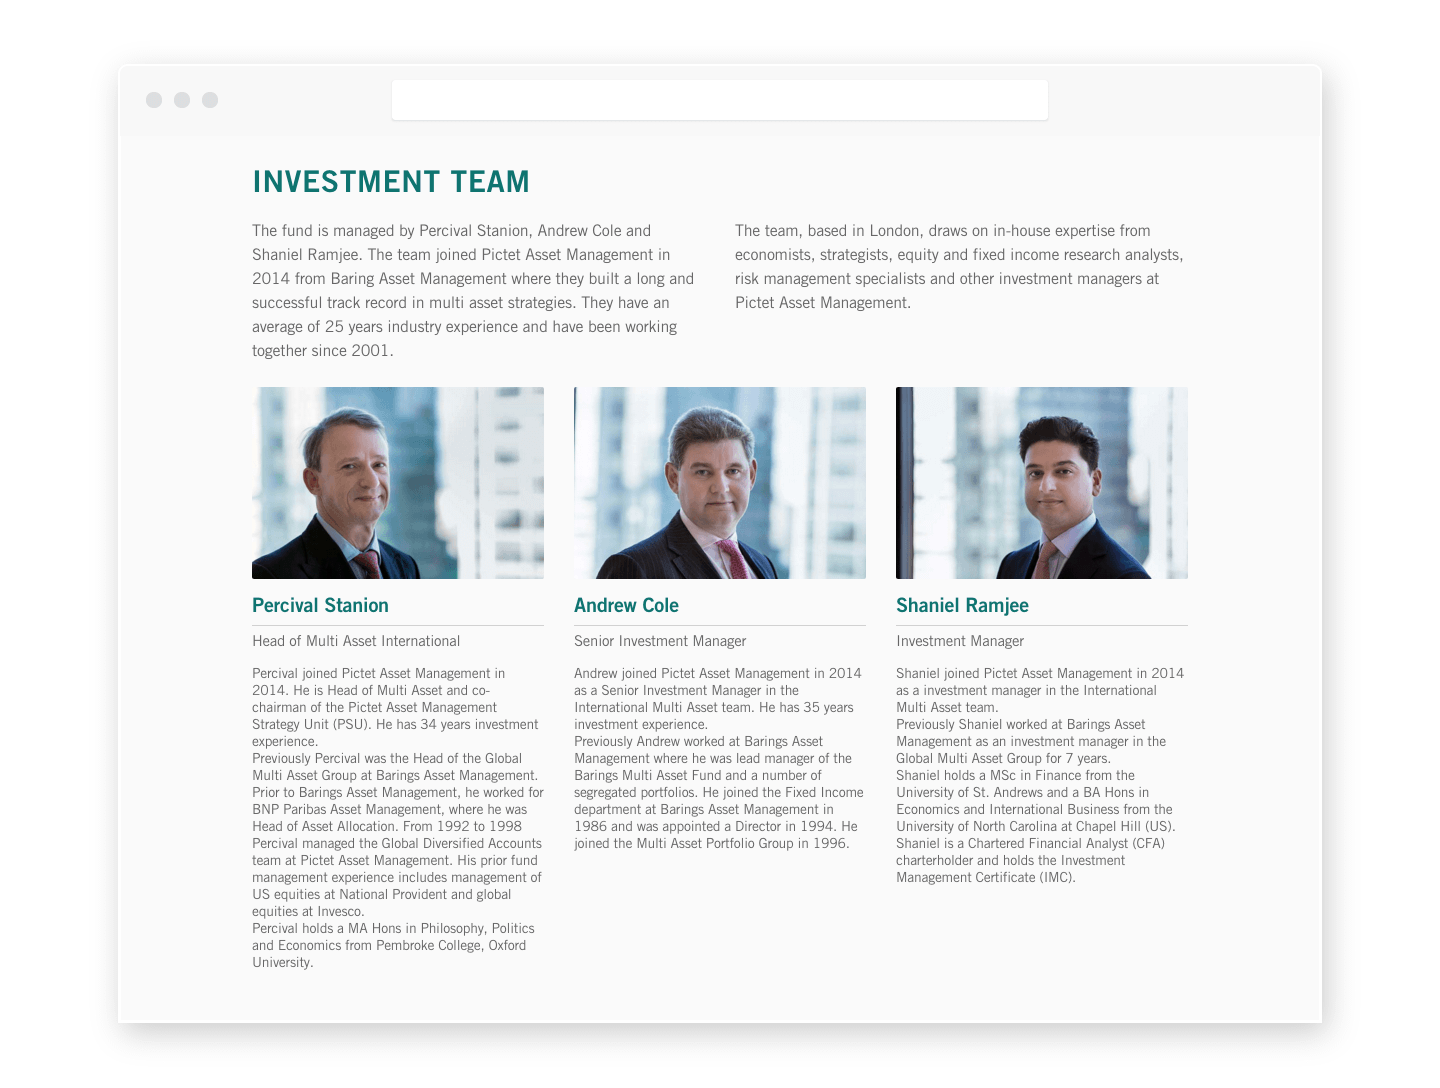 INVESTMENT TEAM
The fund is managed by Percival Stanion, Andrew Cole and
Shaniel Ramjee. The team joined Pictet Asset Management in
2014 from Baring Asset Management where they built a long and
successful track record in multi asset strategies. They have an
average of 25 years industry experience and have been working
together since 2001.
The team, based in London, draws on in-house expertise from
economists, strategists, equity and fixed income research analysts,
risk management specialists and other investment managers at
Pictet Asset Management.
Percival Stanion
Head of Multi Asset International
Percival joined Pictet Asset Management in
2014. He is Head of Multi Asset and co-
chairman of the Pictet Asset Management
Strategy Unit (PSU). He has 34 years investment
experience.
Previously Percival was the Head of the Global
Multi Asset Group at Barings Asset Management.
Prior to Barings Asset Management, he worked for
BNP Paribas Asset Management, where he was
Head of Asset Allocation. From 1992 to 1998
Percival managed the Global Diversified Accounts
team at Pictet Asset Management. His prior fund
management experience includes management of
US equities at National Provident and global
equities at Invesco.
Percival holds a MA Hons in Philosophy, Politics
and Economics from Pembroke College, Oxford
University.
Andrew Cole
Senior Investment Manager
Andrew joined Pictet Asset Management in 2014
as a Senior Investment Manager in the
International Multi Asset team. He has 35 years
investment experience.
Previously Andrew worked at Barings Asset
Management where he was lead manager of the
Barings Multi Asset Fund and a number of
segregated portfolios. He joined the Fixed Income
department at Barings Asset Management in
1986 and was appointed a Director in 1994. He
joined the Multi Asset Portfolio Group in 1996.
Shaniel Ramjee
Investment Manager
Shaniel joined Pictet Asset Management in 2014
as a investment manager in the International
Multi Asset team.
Previously Shaniel worked at Barings Asset
Management as an investment manager in the
Global Multi Asset Group for 7 years.
Shaniel holds a MSc in Finance from the
University of St. Andrews and a BA Hons in
Economics and International Business from the
University of North Carolina at Chapel Hill (US).
Shaniel is a Chartered Financial Analyst (CFA)
charterholder and holds the Investment
Management Certificate (IMC).